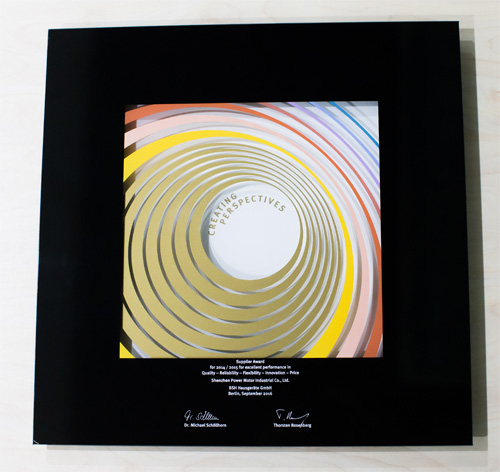 CREATING
PERSPECTIVES
Supplier Award
for 2014 / 2015 for excellent performance in
Quality – Reliability – Flexibility – Innovation – Price
Shenzhen Power Motor Industrial Co., Ltd.
BSH Hausgeräte GmbH
Berlin, September 2016
Dr. Michael Schöllhorn
Thorsten Rosenberg